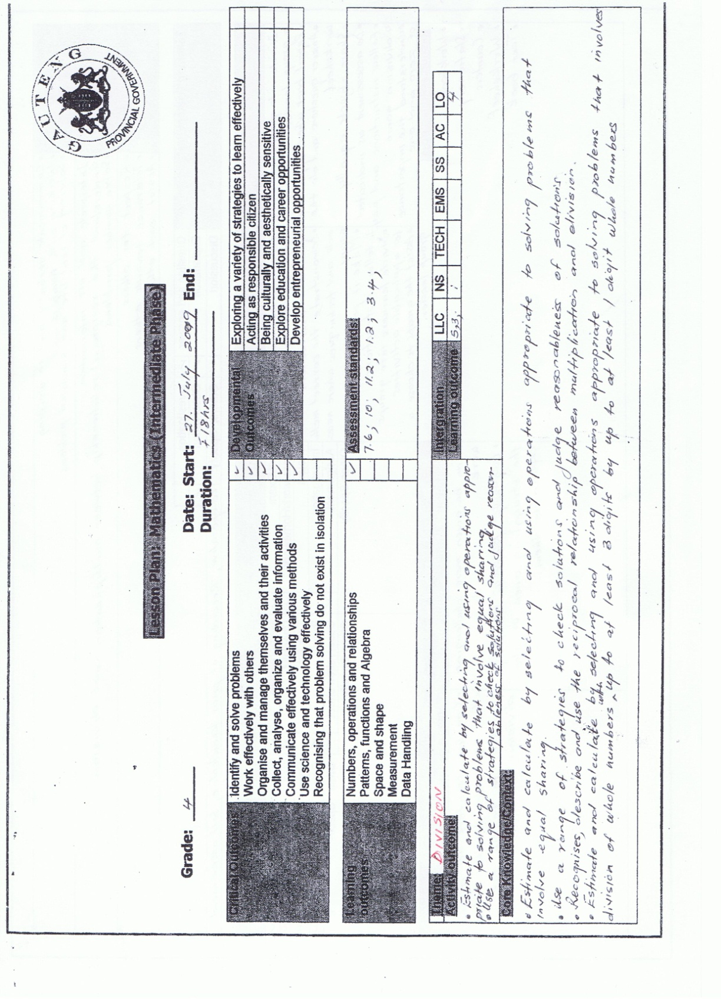 GAUTENG
PROVINCIAL GOVERNMENT
Lesson Plan: Mathematics (Intermediate Phase)
Grade: 4
Date: Start: 27 July 2009 End:
Duration: ∓18hrs
Critical Outcomes
Identify and solve problems ✓
Work effectively with others ✓
Organise and manage themselves and their activities ✓
Collect, analyse, organize and evaluate information ✓
Communicate effectively using various methods ✓
Use science and technology effectively
Recognising that problem solving do not exist in isolation
Developmental
Outcomes
Exploring a variety of strategies to learn effectively
Acting as responsible citizen
Being culturally and aesthetically sensitive
Explore education and career opportunities
Develop entrepreneurial opportunities
Learning
outcomes
Numbers, operations and relationships ✓
Patterns, functions and Algebra
Space and shape
Measurement
Data Handling
Assessment standards:
7.6; 10; 11.2; 1.2; 3.4;
Theme: DIVISION
Activity outcome:
• Estimate and calculate by selecting and using operations appro-
priate to solving problems that involve equal sharing
• Use a range of strategies to check solutions and judge reason-
ableness of solutions
Intergration
Learning outcome
LLC NS TECH EMS SS AC LO
5,3; ; 4
Core Knowledge/Context:
• Estimate and calculate by selecting and using operations appropriate to solving problems that
involve equal sharing.
• Use a range of strategies to check solutions and judge reasonableness of solution's
• Recognises, describe and use the reciprocal relationship between multiplication and division.
• Estimate and calculate by selecting and using operations appropriate to solving problems that involves
division of whole numbers with up to at least 3 digits by up to at least 1 digit whole numbers